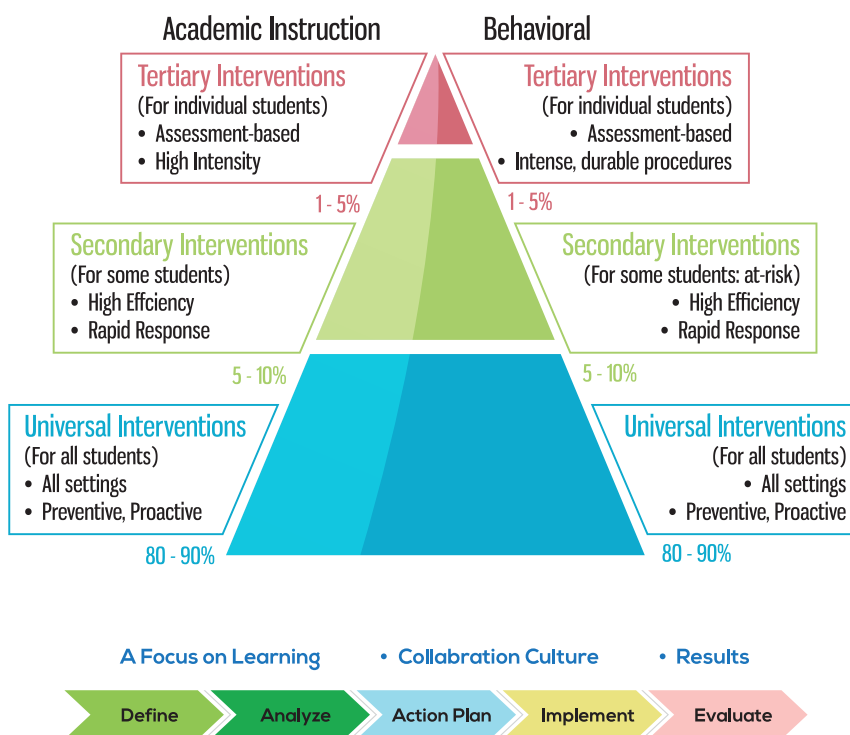 Academic Instruction
Behavioral
Tertiary Interventions
(For individual students)
• Assessment-based
• High Intensity
1 - 5%
Tertiary Interventions
(For individual students)
• Assessment-based
• Intense, durable procedures
1 - 5%
Secondary Interventions
(For some students)
• High Effciency
• Rapid Response
5 - 10%
Secondary Interventions
(For some students: at-risk)
• High Efficiency
• Rapid Response
5 - 10%
Universal Interventions
(For all students)
• All settings
• Preventive, Proactive
80 - 90%
Universal Interventions
(For all students)
• All settings
• Preventive, Proactive
80 - 90%
A Focus on Learning • Collabration Culture • Results
Define Analyze Action Plan Implement Evaluate